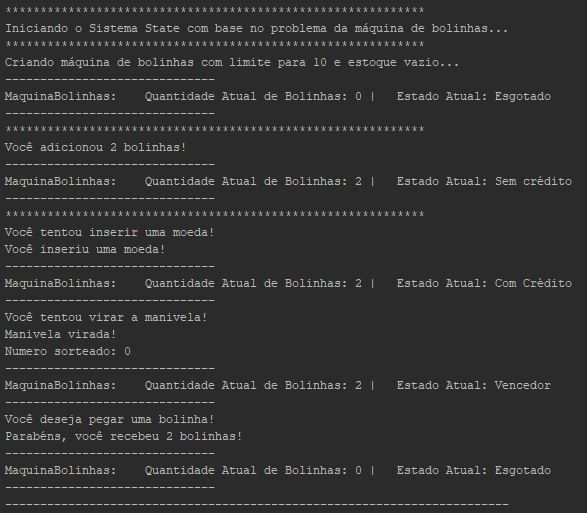 ************************************************************
Iniciando o Sistema State com base no problema da máquina de bolinhas...
************************************************************
Criando máquina de bolinhas com limite para 10 e estoque vazio...
------------------------------
MaquinaBolinhas:    Quantidade Atual de Bolinhas: 0 |   Estado Atual: Esgotado
------------------------------
************************************************************
Você adicionou 2 bolinhas!
------------------------------
MaquinaBolinhas:    Quantidade Atual de Bolinhas: 2 |   Estado Atual: Sem crédito
------------------------------
************************************************************
Você tentou inserir uma moeda!
Você inseriu uma moeda!
------------------------------
MaquinaBolinhas:    Quantidade Atual de Bolinhas: 2 |   Estado Atual: Com Crédito
------------------------------
Você tentou virar a manivela!
Manivela virada!
Numero sorteado: 0
------------------------------
MaquinaBolinhas:    Quantidade Atual de Bolinhas: 2 |   Estado Atual: Vencedor
------------------------------
Você deseja pegar uma bolinha!
Parabéns, você recebeu 2 bolinhas!
------------------------------
MaquinaBolinhas:    Quantidade Atual de Bolinhas: 0 |   Estado Atual: Esgotado
------------------------------
------------------------------------------------------------------------